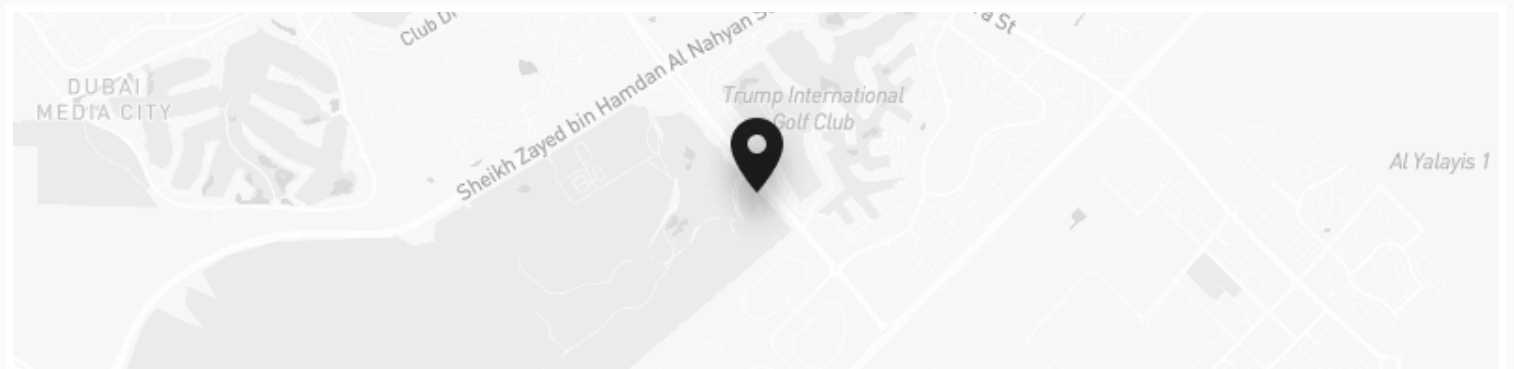 Club
Sheikh Zayed bin Hamdan Al Nahyan
a St
DUBAI
MEDIA CITY
Trump International
Golf Club
Al Yalayis 1